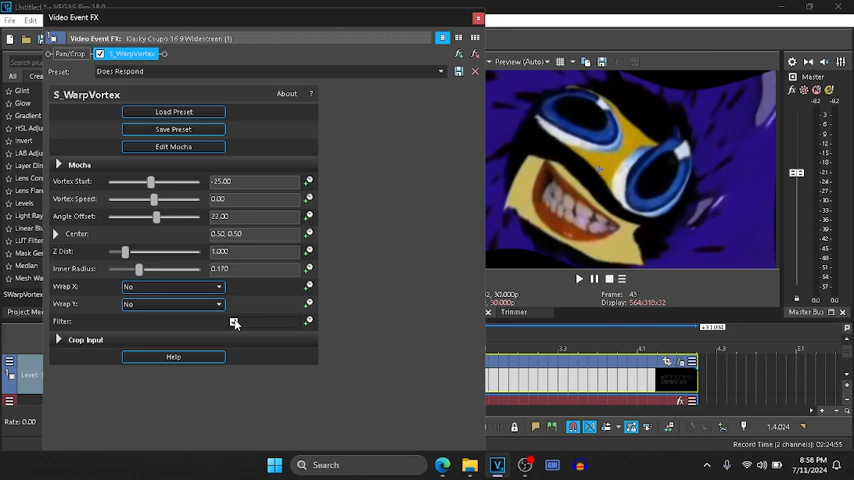 Untitled * - VEGAS Pro 18.0
File
Video Event FX
Video Event FX: Klasky Csupo 16 9 Widescreen (1)
Pan/Crop
S_WarpVortex
Preset:
Does Respond
S_WarpVortex
About
?
Load Preset
Save Preset
Edit Mocha
Mocha
Vortex Start:
-25.00
Vortex Speed:
0.00
Angle Offset:
22.00
Center:
0.50, 0.50
Z Dist:
1.000
Inner Radius:
0.170
Wrap X:
No
Wrap Y:
No
Filter:
Crop Input
Help
All
Glint
Glow
Gradient
HSL Adju
Invert
LAB Adju
Layer Dim
Lens Corr
Lens Flare
Levels
Light Ray
Linear Blu
LUT Filter
Mask Gen
Median
Mesh War
SWarpVortex
Project Me
Level:
Rate: 0.00
Preview (Auto)
Master
Frame: 43
Display: 564x318x32
Trimmer
Master Bus
1.4.024
Record Time (2 channels): 02:24:55
Search
8:58 PM
7/11/2024